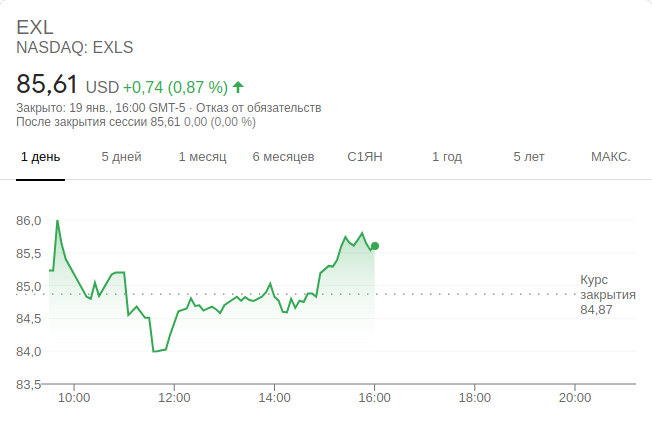 EXL
NASDAQ: EXLS
85,61 USD +0,74 (0,87 %)
Закрыто: 19 янв., 16:00 GMT-5 · Отказ от обязательств
После закрытия сессии 85,61 0,00 (0,00 %)
1 день 5 дней 1 месяц 6 месяцев С1ЯН 1 год 5 лет МАКС.
86,0
85,5
85,0
84,5
84,0
83,5
Курс
закрытия
84,87
10:00 12:00 14:00 16:00 18:00 20:00